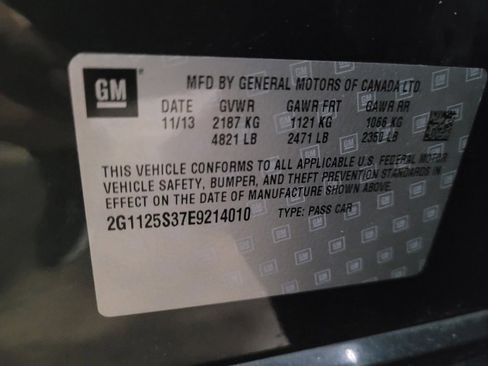 GM
MFD BY GENERAL MOTORS OF CANADA LTD.
DATE GVWR GAWR FRT GAWR RR
11/13 2187 KG 1121 KG 1066 KG
4821 LB 2471 LB 2350 LB
THIS VEHICLE CONFORMS TO ALL APPLICABLE U.S. FEDERAL MOTOR
VEHICLE SAFETY, BUMPER, AND THEFT PREVENTION STANDARDS IN
EFFECT ON THE DATE OF MANUFACTURE SHOWN ABOVE.
2G1125S37E9214010 TYPE: PASS CAR